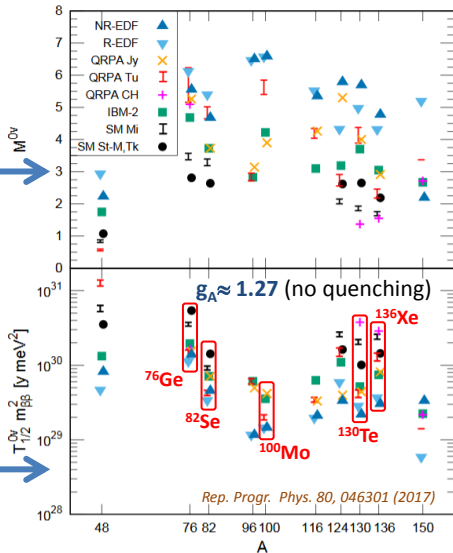 8
7
6
5
4
3
2
1
0
M⁰ᵛ
NR-EDF
R-EDF
QRPA Jy
QRPA Tu
QRPA CH
IBM-2
SM Mi
SM St-M,Tk
gA≈ 1.27 (no quenching)
10³¹
10³⁰
10²⁹
10²⁸
T₁/₂⁰ᵛ m²ββ [y meV²]
⁷⁶Ge
⁸²Se
¹⁰⁰Mo
¹³⁰Te
¹³⁶Xe
Rep. Progr. Phys. 80, 046301 (2017)
48 76 82 96 100 116 124 130 136 150
A